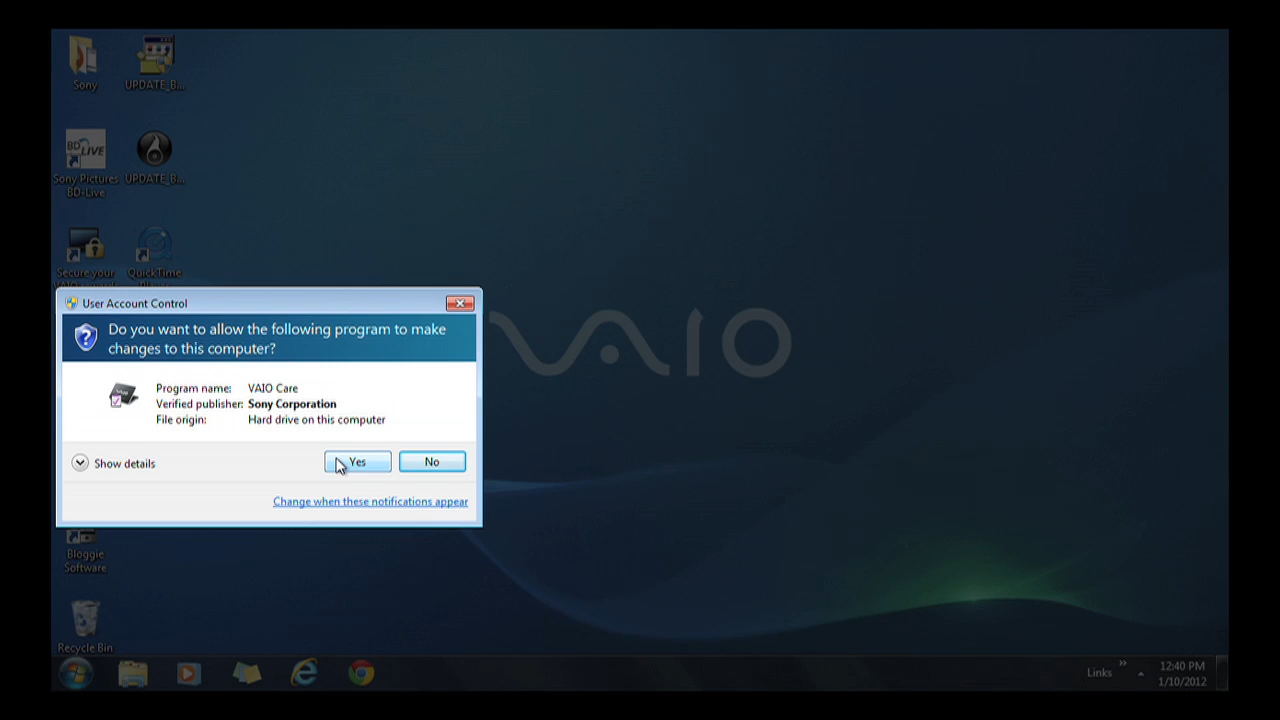 Sony
UPDATE_B...
BD LIVE
Sony Pictures
BD-Live
UPDATE_B...
Secure your
QuickTime
User Account Control
Do you want to allow the following program to make
changes to this computer?
Program name: VAIO Care
Verified publisher: Sony Corporation
File origin: Hard drive on this computer
Show details
Yes
No
Change when these notifications appear
VAIO
Bloggie
Software
Recycle Bin
Links
12:40 PM
1/10/2012